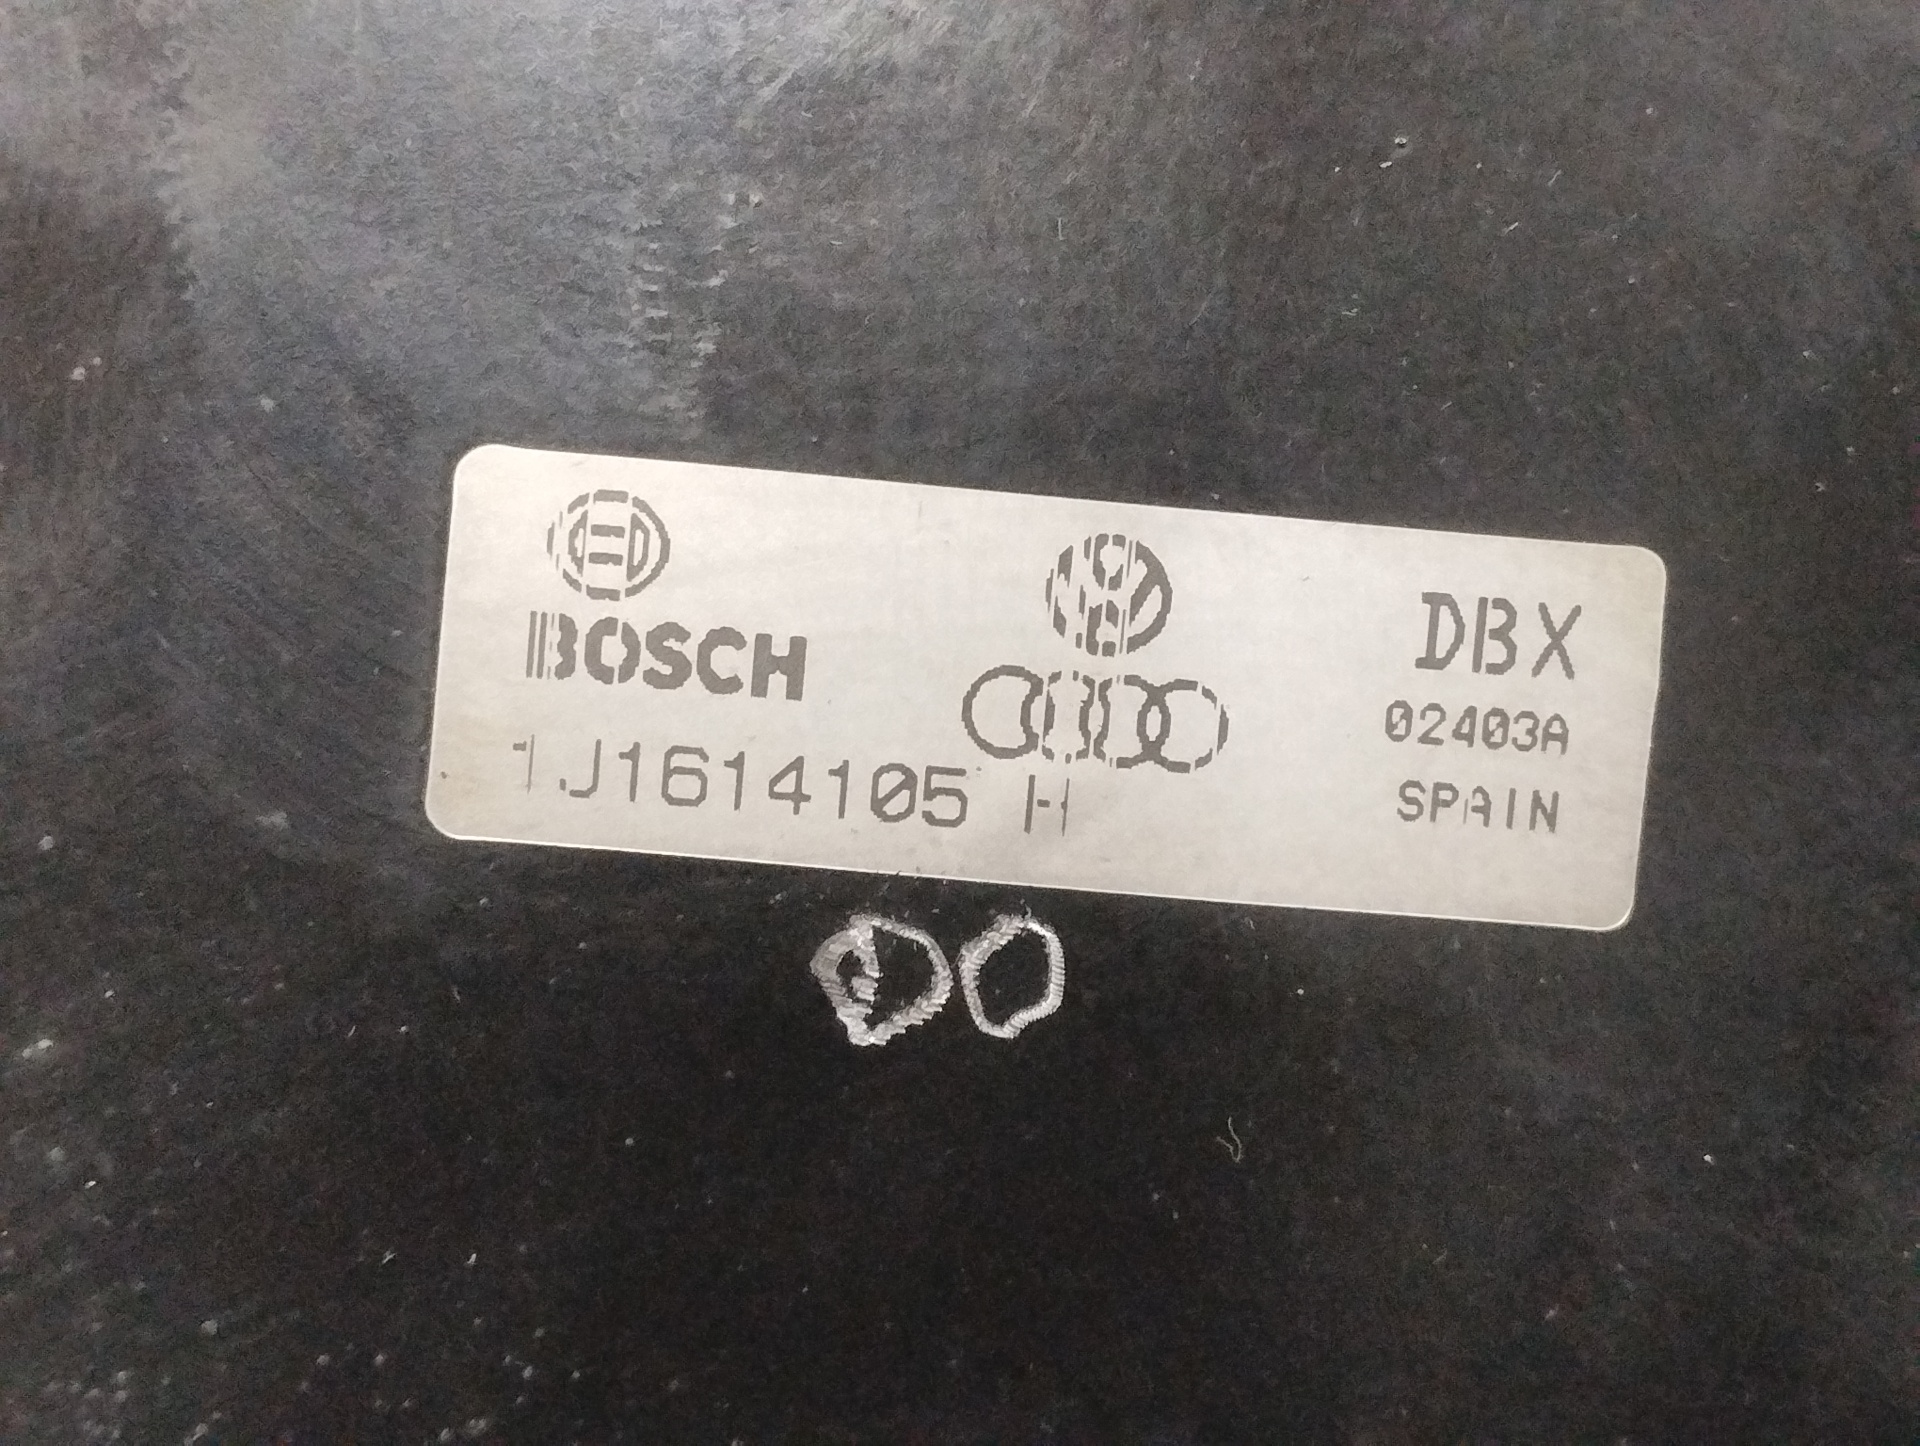 BOSCH
1J1614105 H
DBX
02403A
SPAIN